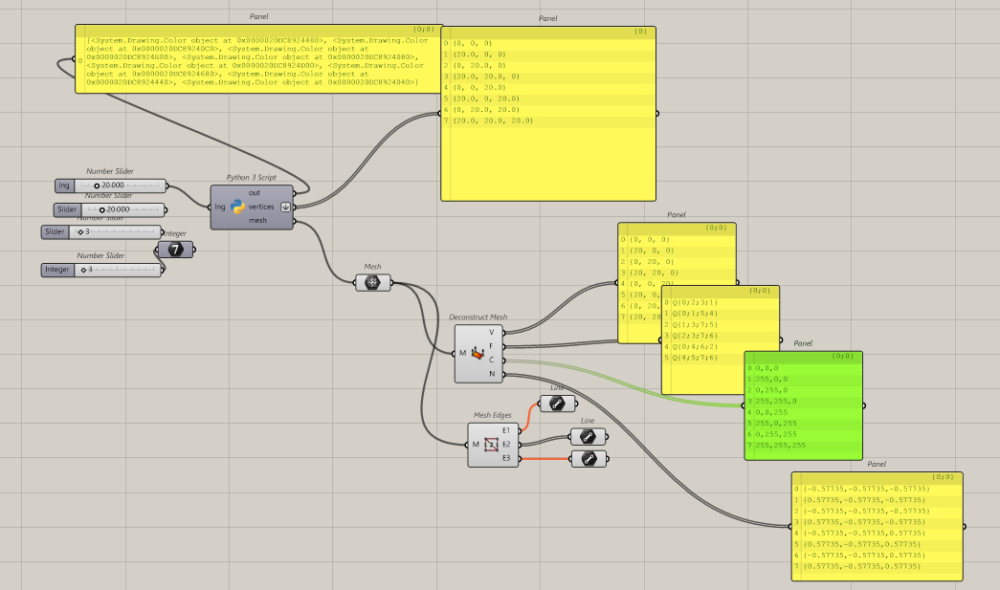 Panel
{0;0}
0
[<System.Drawing.Color object at 0x0000020DC8924480>, <System.Drawing.Color
object at 0x0000020DC89240C0>, <System.Drawing.Color object at
<System.Drawing.Color object at 0x0000020DC8924080>,
<System.Drawing.Color object at 0x0000020DC8924D00>, <System.Drawing.Color
object at 0x0000020DC8924680>, <System.Drawing.Color object at
0x0000020DC8924440>, <System.Drawing.Color object at 0x0000020DC8924040>]
Panel
{0}
0 {0, 0, 0}
1 {20.0, 0, 0}
2 {0, 20.0, 0}
3 {20.0, 20.0, 0}
4 {0, 0, 20.0}
5 {20.0, 0, 20.0}
6 {0, 20.0, 20.0}
7 {20.0, 20.0, 20.0}
Number Slider
lng 20.000
Number Slider
Slider 20.000
Number Slider
Slider 3
Integer
7
Number Slider
Integer 3
Python 3 Script
lng
out
vertices
mesh
Mesh
Deconstruct Mesh
M
V
F
C
N
Mesh Edges
M
E1
E2
E3
Line
Line
Panel
{0;0}
0 {0, 0, 0}
1 {20, 0, 0}
2 {0, 20, 0}
3 {20, 20, 0}
4 {0, 0, 20}
5 {20, 0,
6 {0, 20,
7 {20, 20
{0;0}
0 Q{0;2;3;1}
1 Q{0;1;5;4}
2 Q{1;3;7;5}
3 Q{2;3;7;6}
4 Q{0;4;6;2}
5 Q{4;5;7;6}
Panel
{0;0}
0 0,0,0
1 255,0,0
2 0,255,0
3 255,255,0
4 0,0,255
5 255,0,255
6 0,255,255
7 255,255,255
Panel
{0;0}
0 {-0.57735,-0.57735,-0.57735}
1 {0.57735,-0.57735,-0.57735}
2 {-0.57735,0.57735,-0.57735}
3 {0.57735,0.57735,-0.57735}
4 {-0.57735,-0.57735,0.57735}
5 {0.57735,-0.57735,0.57735}
6 {-0.57735,0.57735,0.57735}
7 {0.57735,0.57735,0.57735}